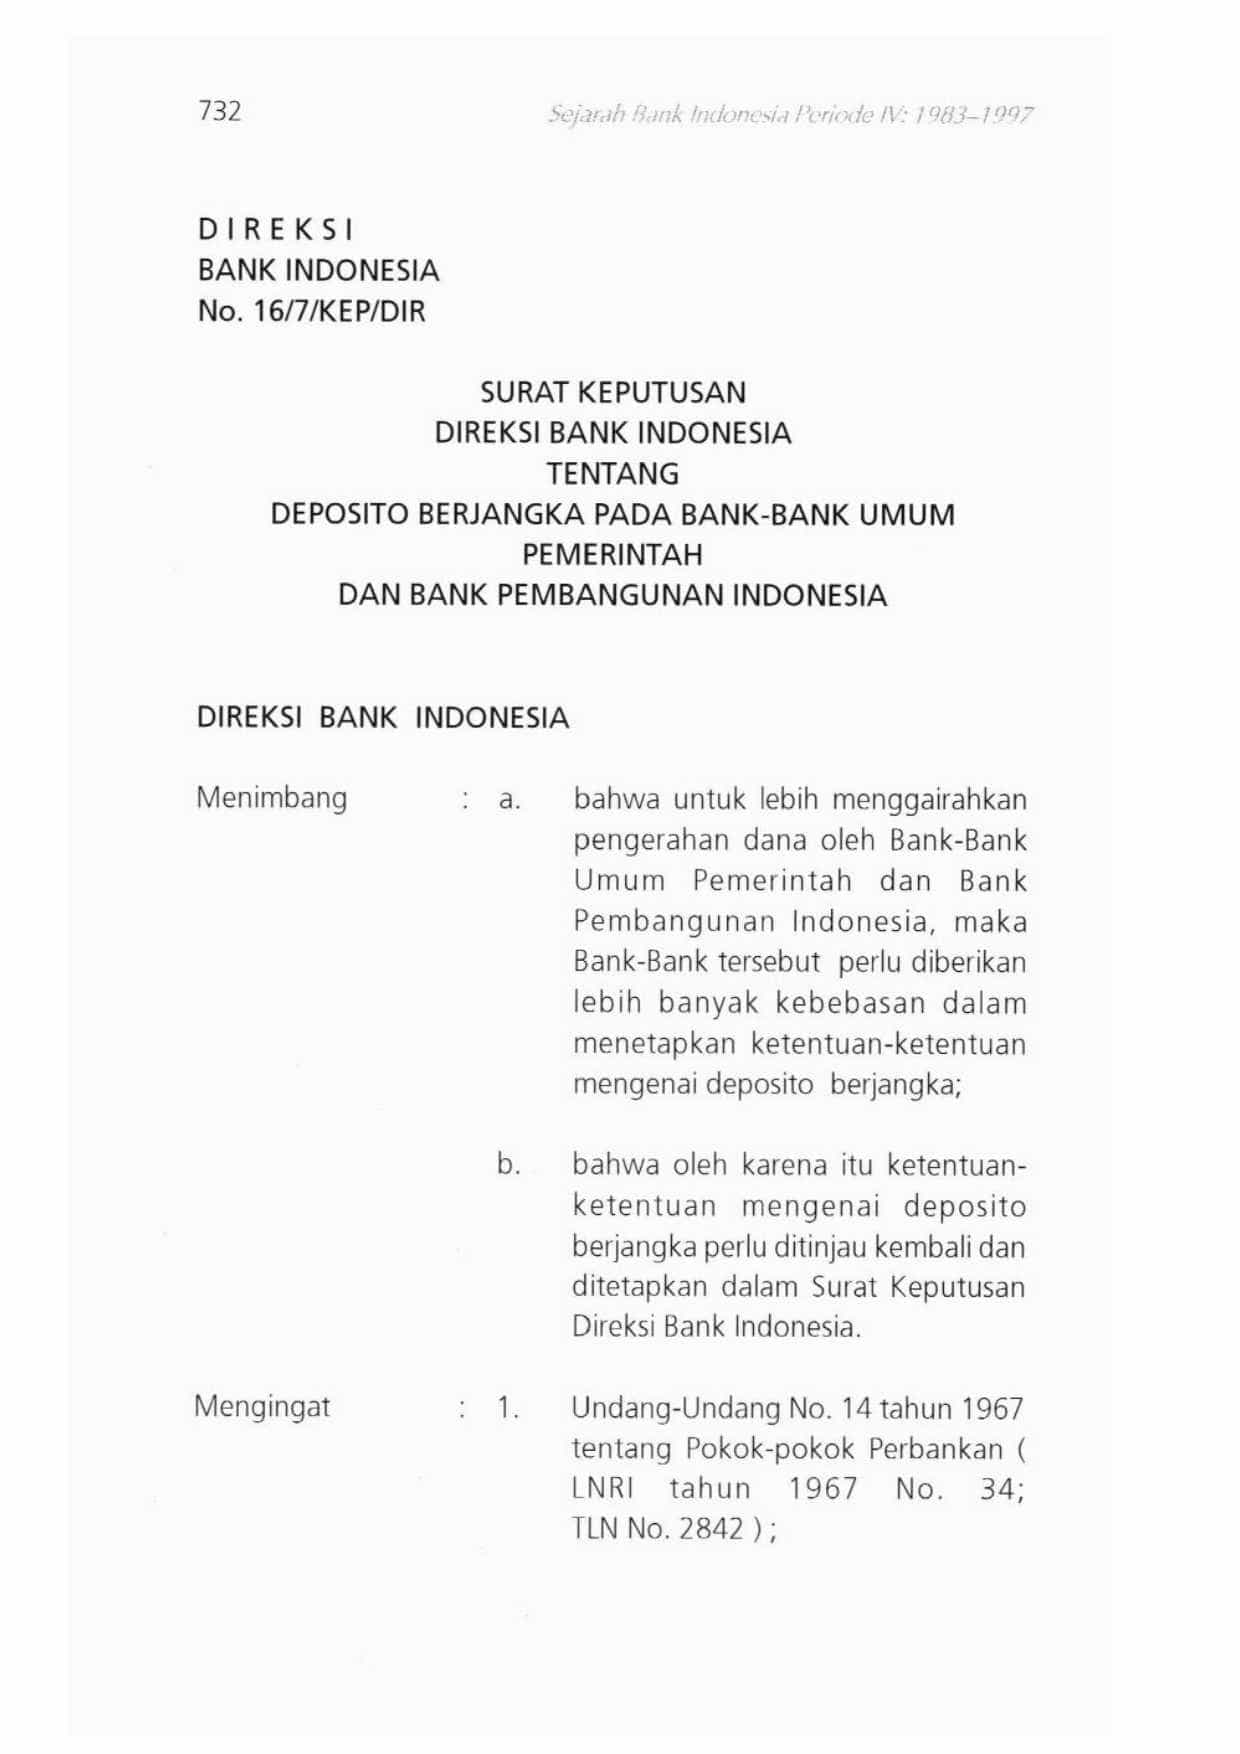 732
Sejarah Bank Indonesia Periode IV: 1983–1997
DIREKSI
BANK INDONESIA
No. 16/7/KEP/DIR
SURAT KEPUTUSAN
DIREKSI BANK INDONESIA
TENTANG
DEPOSITO BERJANGKA PADA BANK-BANK UMUM
PEMERINTAH
DAN BANK PEMBANGUNAN INDONESIA
DIREKSI BANK INDONESIA
Menimbang : a. bahwa untuk lebih menggairahkan
pengerahan dana oleh Bank-Bank
Umum Pemerintah dan Bank
Pembangunan Indonesia, maka
Bank-Bank tersebut perlu diberikan
lebih banyak kebebasan dalam
menetapkan ketentuan-ketentuan
mengenai deposito berjangka;
b. bahwa oleh karena itu ketentuan-
ketentuan mengenai deposito
berjangka perlu ditinjau kembali dan
ditetapkan dalam Surat Keputusan
Direksi Bank Indonesia.
Mengingat : 1. Undang-Undang No. 14 tahun 1967
tentang Pokok-pokok Perbankan (
LNRI tahun 1967 No. 34;
TLN No. 2842 ) ;